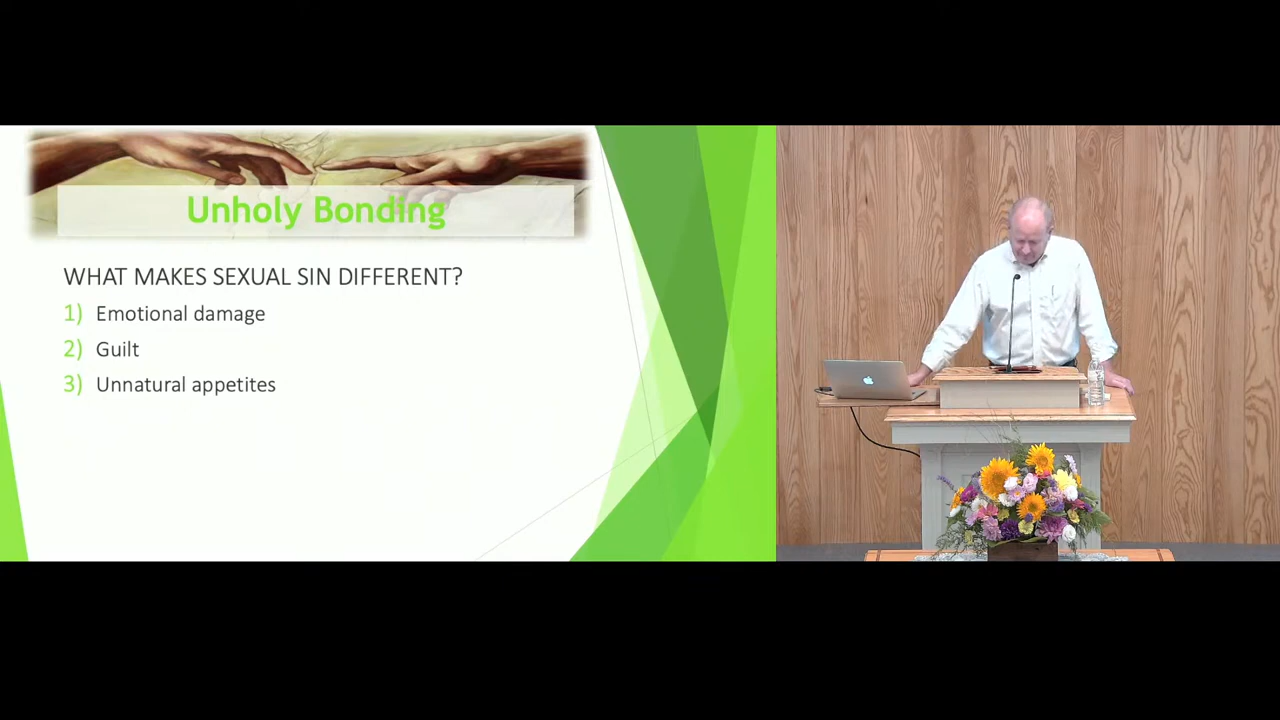 Unholy Bonding
WHAT MAKES SEXUAL SIN DIFFERENT?
1) Emotional damage
2) Guilt
3) Unnatural appetites